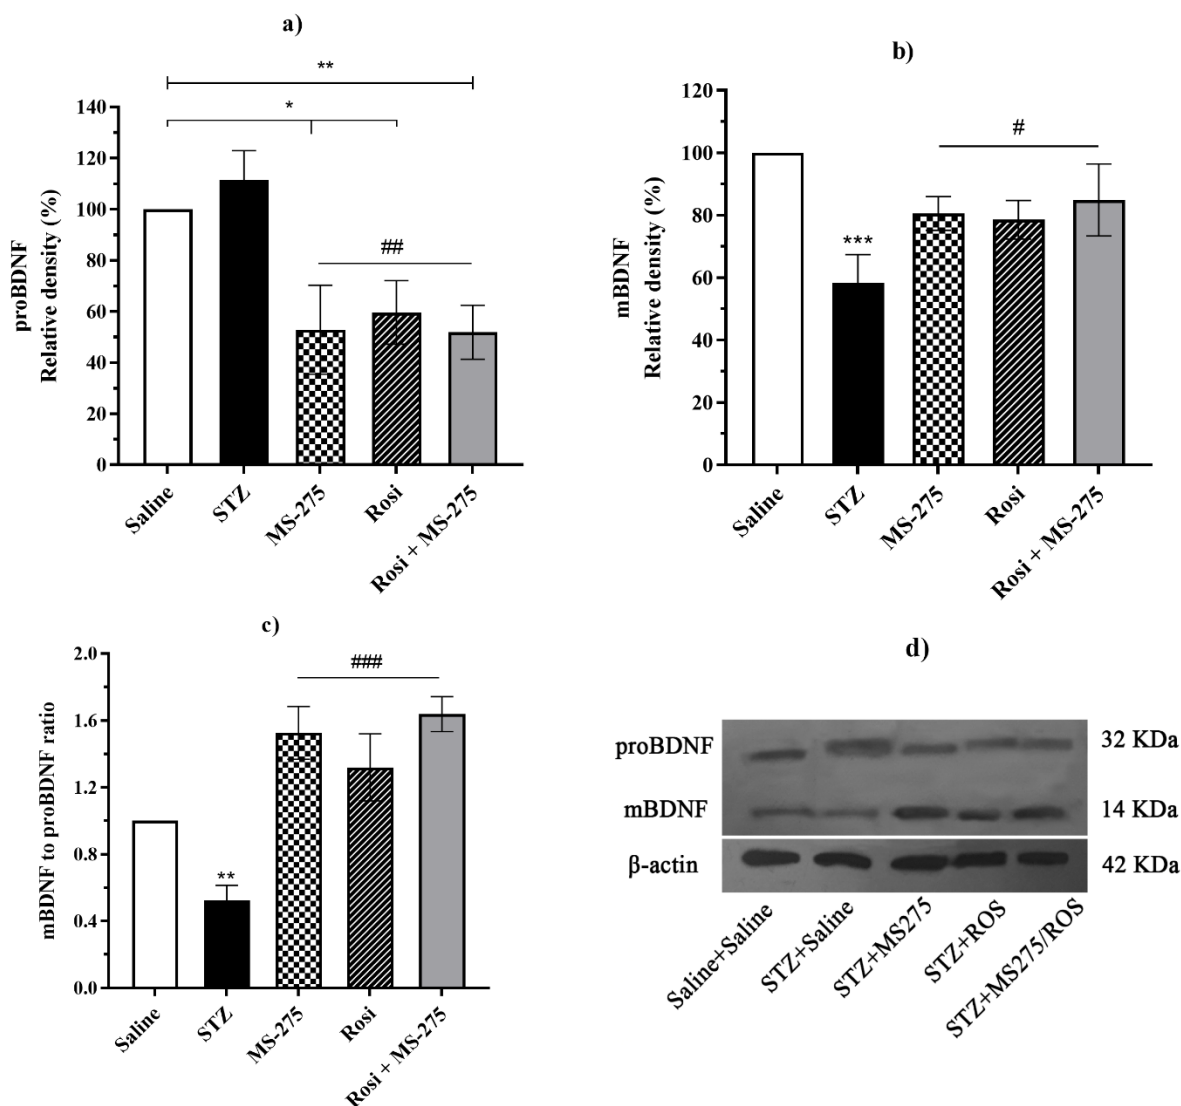 a)
**
*
##
proBDNF
Relative density (%)
140
120
100
80
60
40
20
0
Saline
STZ
MS-275
Rosi
Rosi + MS-275
b)
#
***
mBDNF
Relative density (%)
120
100
80
60
40
20
0
Saline
STZ
MS-275
Rosi
Rosi + MS-275
c)
###
**
mBDNF to proBDNF ratio
2.0
1.6
1.2
0.8
0.4
0.0
Saline
STZ
MS-275
Rosi
Rosi + MS-275
d)
proBDNF 32 KDa
mBDNF 14 KDa
β-actin 42 KDa
Saline+Saline
STZ+Saline
STZ+MS275
STZ+ROS
STZ+MS275/ROS